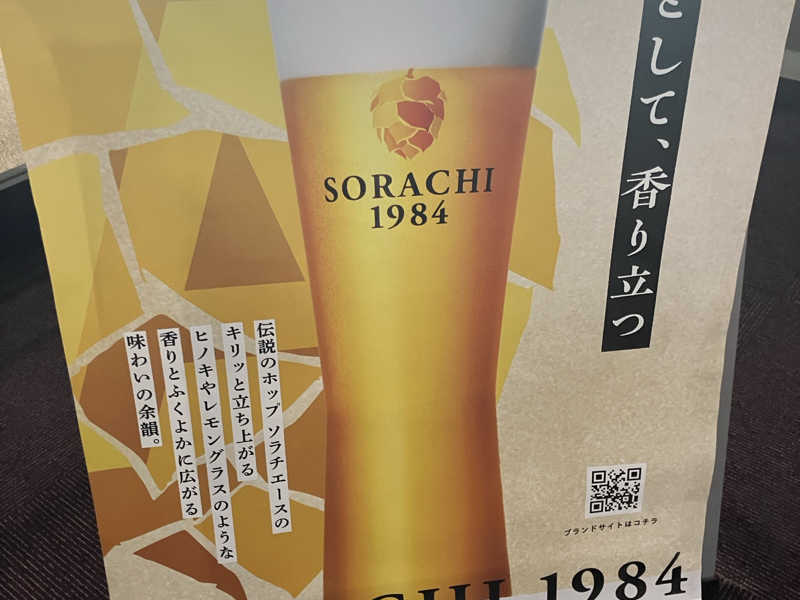 として、香り立つ
SORACHI
1984
伝説のホップ ソラチエースの
キリッと立ち上がる
ヒノキやレモングラスのような
香りとふくよかに広がる
味わいの余韻。
ブランドサイトはコチラ
CHI 1984